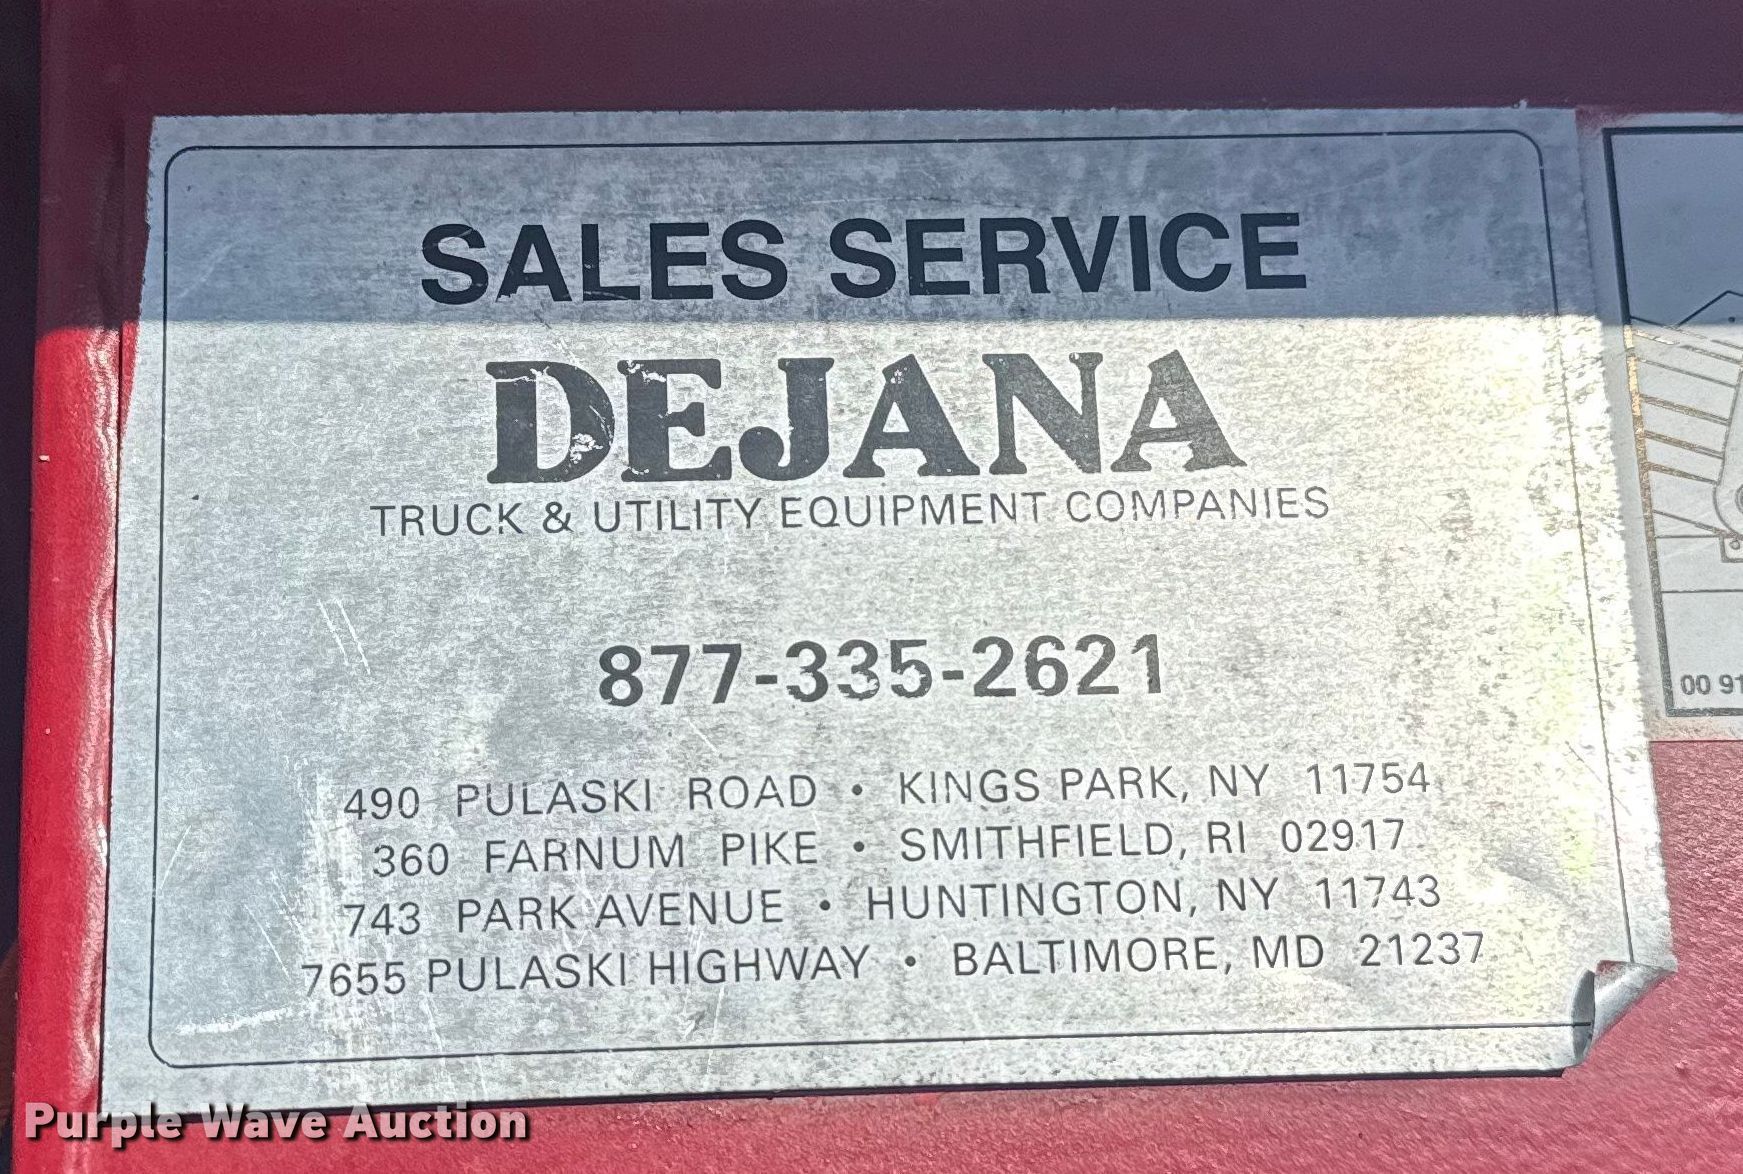 SALES SERVICE
DEJANA
TRUCK & UTILITY EQUIPMENT COMPANIES
877-335-2621
490 PULASKI ROAD • KINGS PARK, NY 11754
360 FARNUM PIKE • SMITHFIELD, RI 02917
743 PARK AVENUE • HUNTINGTON, NY 11743
7655 PULASKI HIGHWAY • BALTIMORE, MD 21237
00 91
Purple Wave Auction